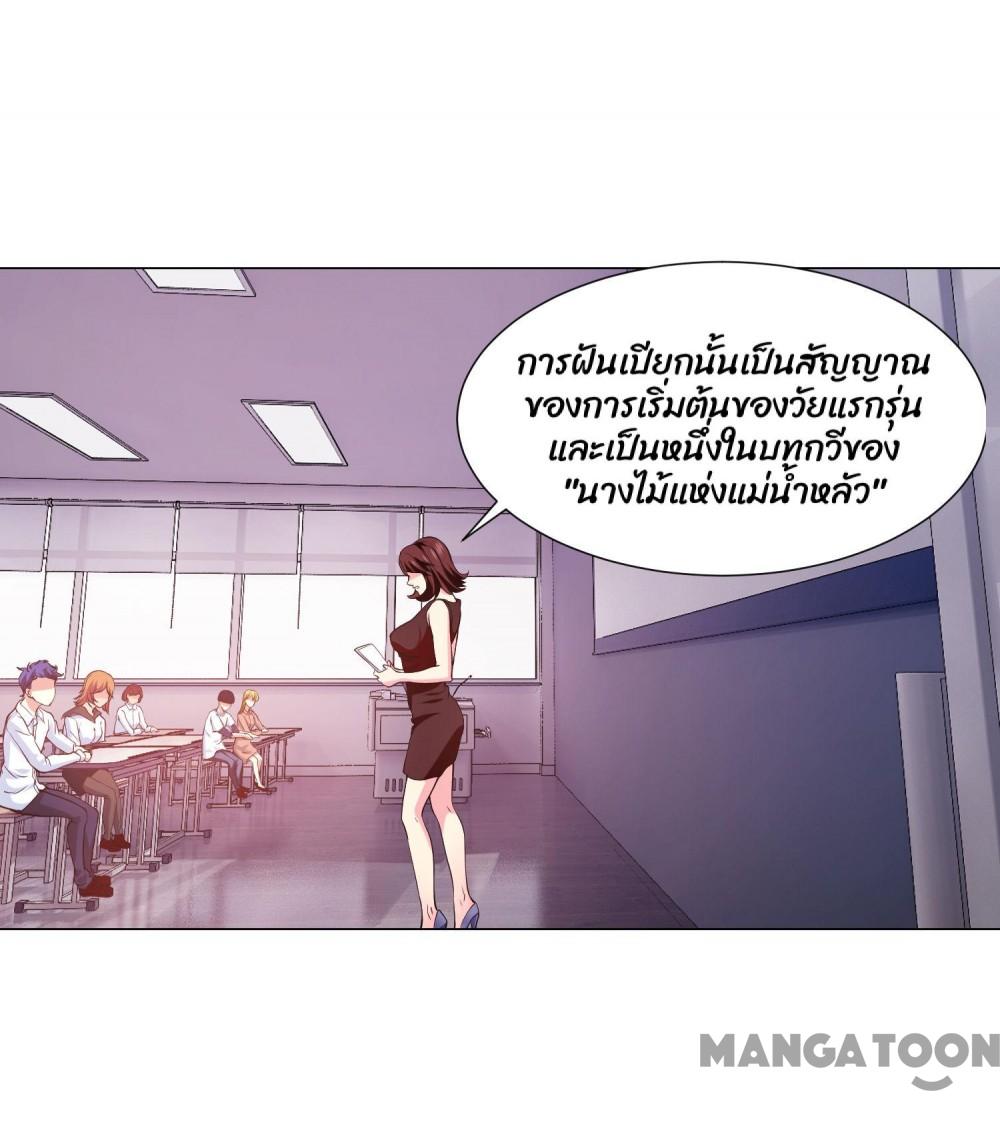 การฝันเปียกนั้นเป็นสัญญาณ
ของการเริ่มต้นของวัยแรกรุ่น
และเป็นหนึ่งในบทกวีของ
"นางไม้แห่งแม่น้ำหลัว"
MANGATOON